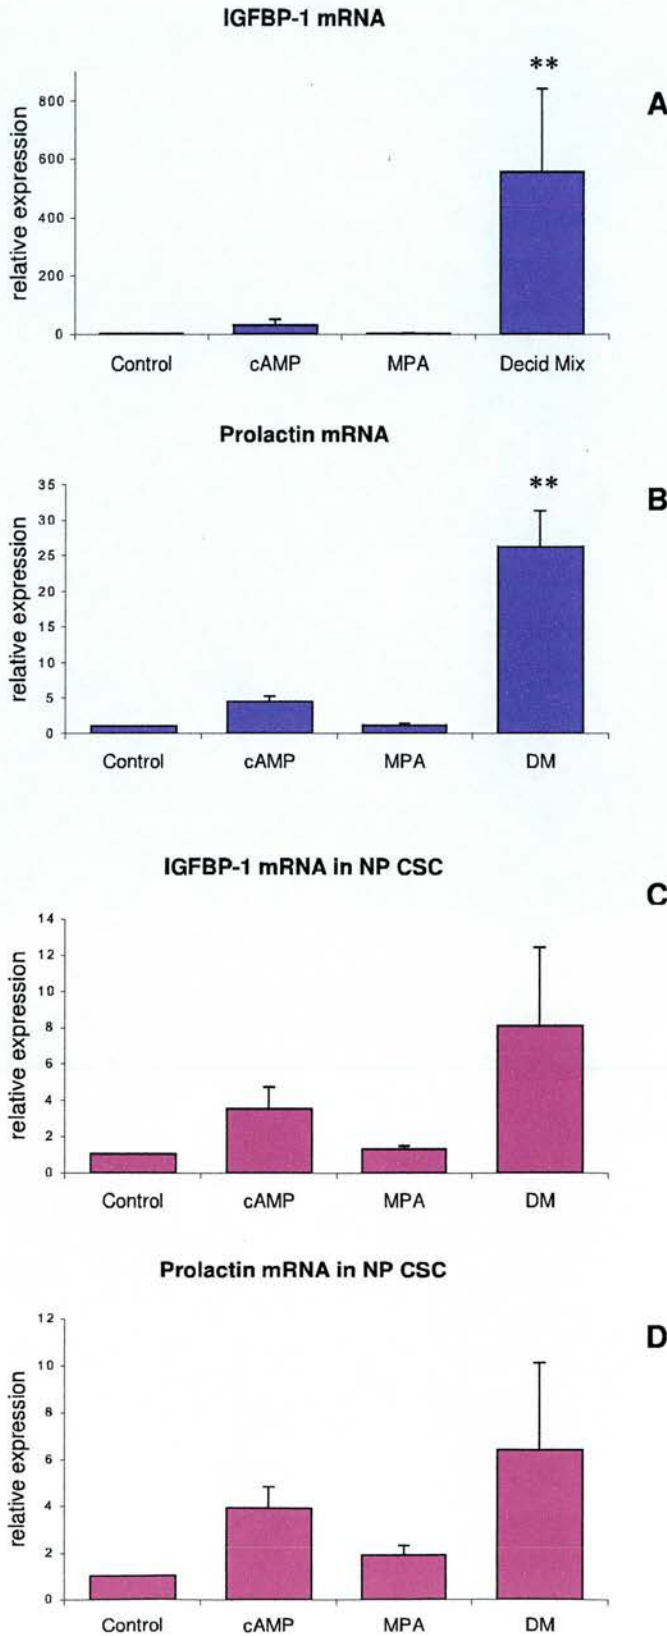 IGFBP-1 mRNA
**
A
relative expression
800
600
400
200
0
Control cAMP MPA Decid Mix
Prolactin mRNA
**
B
relative expression
35
30
25
20
15
10
5
0
Control cAMP MPA DM
IGFBP-1 mRNA in NP CSC
C
relative expression
14
12
10
8
6
4
2
0
Control cAMP MPA DM
Prolactin mRNA in NP CSC
D
relative expression
12
10
8
6
4
2
0
Control cAMP MPA DM